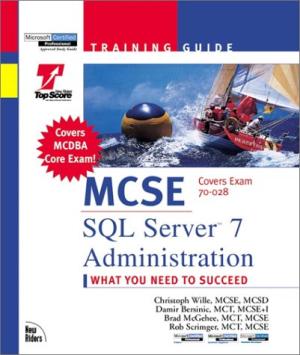 Microsoft Certified
Professional
Approved Study Guide
TRAINING GUIDE
Top Score
Covers
MCDBA
Core Exam!
Covers Exam
70-028
MCSE
SQL Server™ 7
Administration
WHAT YOU NEED TO SUCCEED
Christoph Wille, MCSE, MCSD
Damir Bersinic, MCT, MCSE+I
Brad McGehee, MCT, MCSE
Rob Scrimger, MCT, MCSE
New
Riders